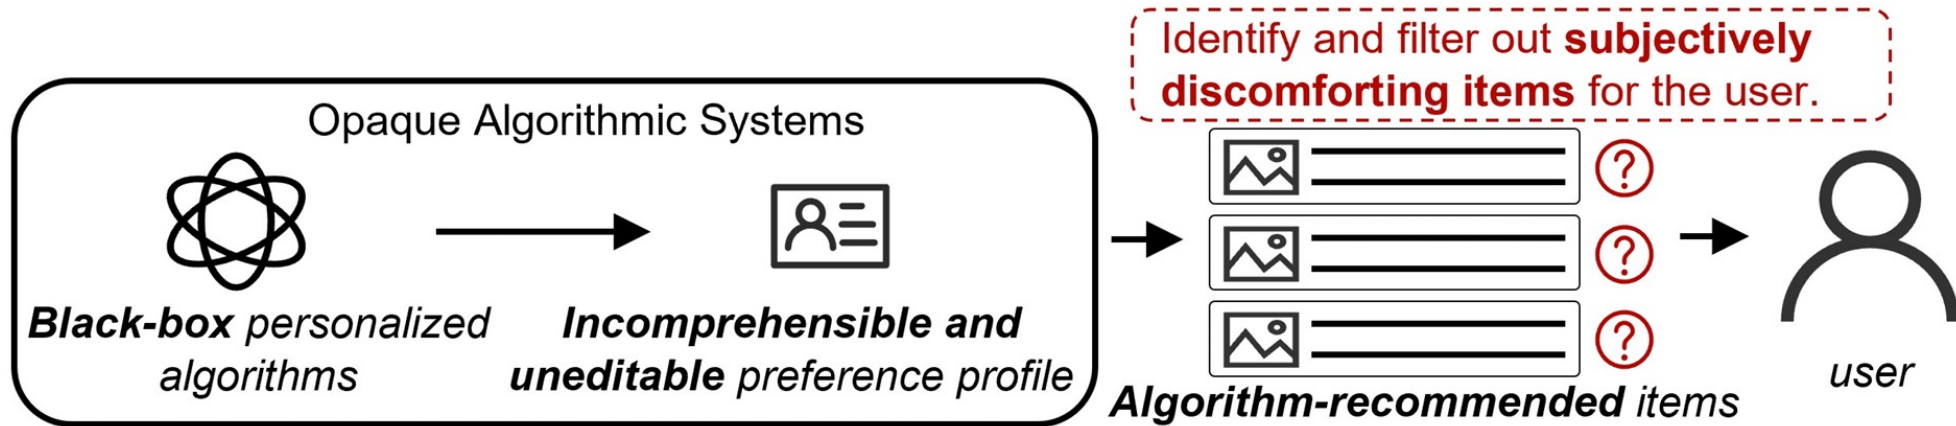 Identify and filter out subjectively
discomforting items for the user.
Opaque Algorithmic Systems
Black-box personalized
algorithms
Incomprehensible and
uneditable preference profile
?
?
?
Algorithm-recommended items
user